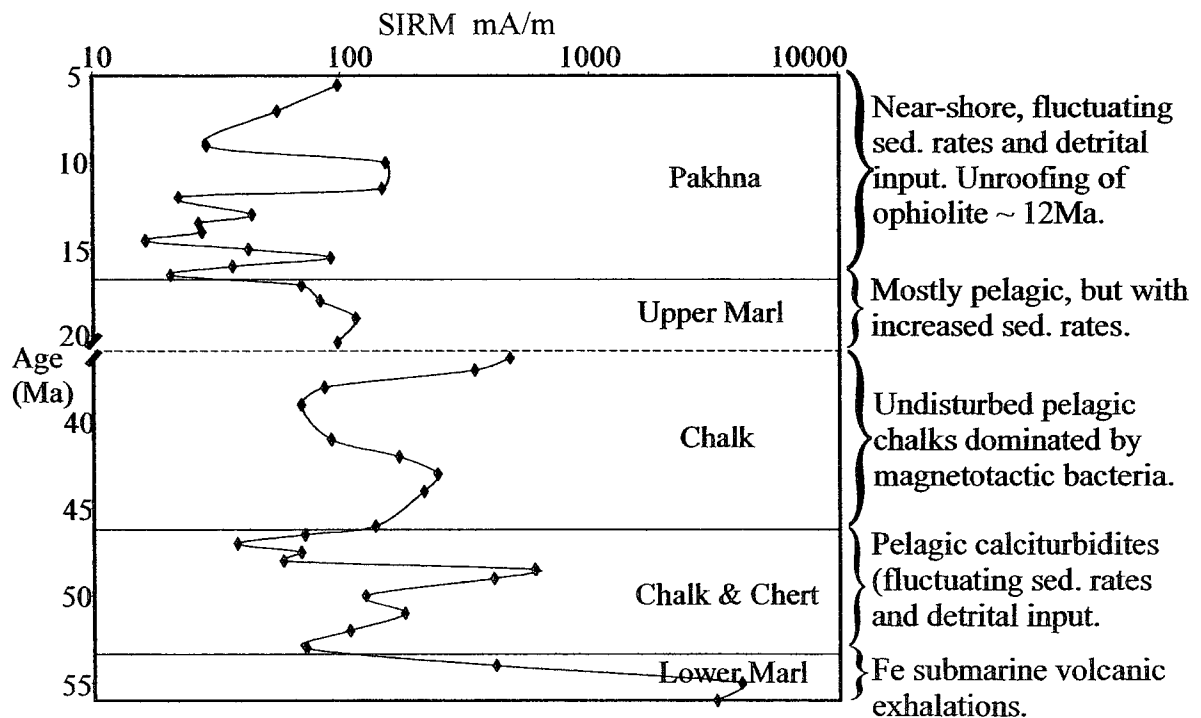 SIRM mA/m
10 100 1000 10000
5
10
15
20
Age
(Ma)
40
45
50
55
Pakhna
Upper Marl
Chalk
Chalk & Chert
Lower Marl
Near-shore, fluctuating
sed. rates and detrital
input. Unroofing of
ophiolite ~ 12Ma.
Mostly pelagic, but with
increased sed. rates.
Undisturbed pelagic
chalks dominated by
magnetotactic bacteria.
Pelagic calciturbidites
(fluctuating sed. rates
and detrital input.
Fe submarine volcanic
exhalations.